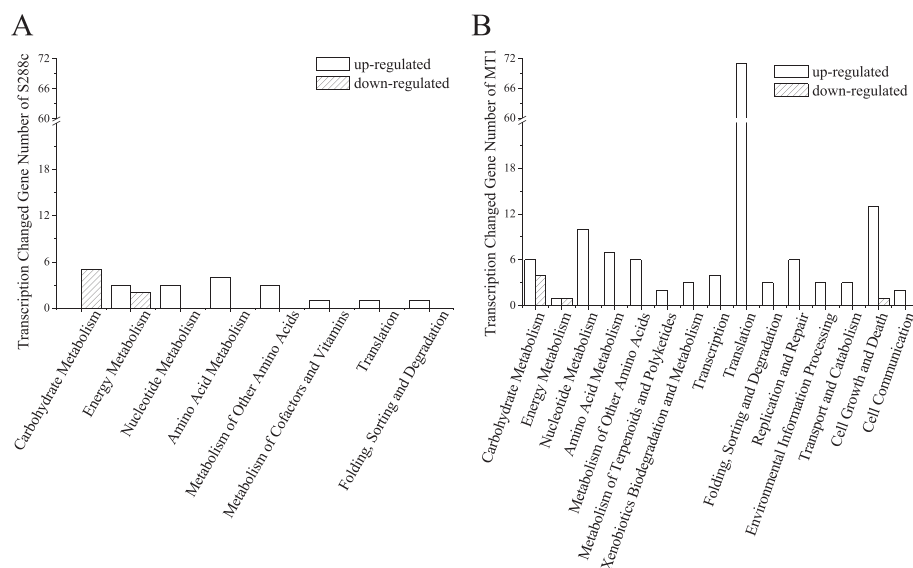 A
Transcription Changed Gene Number of S288c
72
66
60
18
12
6
0
up-regulated
down-regulated
Carbohydrate Metabolism
Energy Metabolism
Nucleotide Metabolism
Amino Acid Metabolism
Metabolism of Other Amino Acids
Metabolism of Cofactors and Vitamins
Translation
Folding, Sorting and Degradation
B
Transcription Changed Gene Number of MT1
72
66
60
18
12
6
0
up-regulated
down-regulated
Carbohydrate Metabolism
Energy Metabolism
Nucleotide Metabolism
Amino Acid Metabolism
Metabolism of Other Amino Acids
Metabolism of Terpenoids and Polyketides
Xenobiotics Biodegradation and Metabolism
Transcription
Translation
Folding, Sorting and Degradation
Replication and Repair
Environmental Information Processing
Transport and Catabolism
Cell Growth and Death
Cell Communication